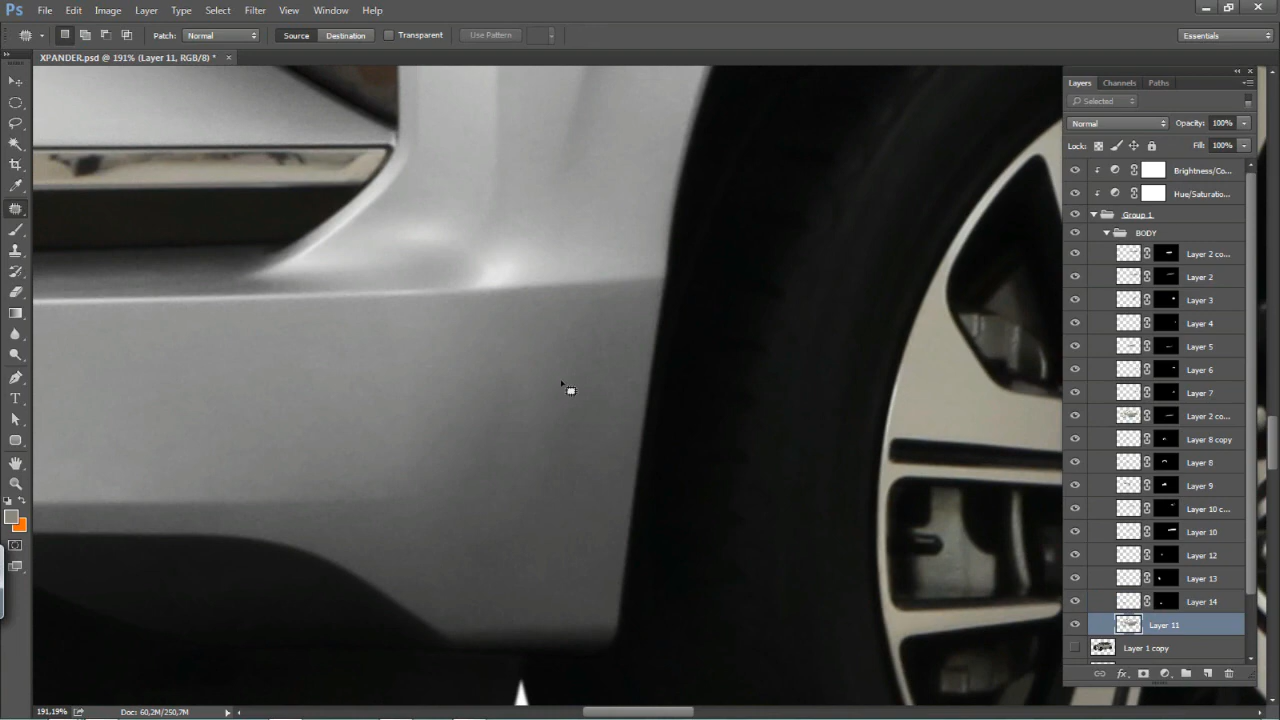 Ps File Edit Image Layer Type Select Filter View Window Help
Patch: Normal Source Destination Transparent Use Pattern Essentials
XPANDER.psd @ 191% (Layer 11, RGB/8) * ×
Layers Channels Paths
Selected
Normal Opacity: 100%
Lock: Fill: 100%
Brightness/Co...
Hue/Saturatio...
Group 1
BODY
Layer 2 co...
Layer 2
Layer 3
Layer 4
Layer 5
Layer 6
Layer 7
Layer 2 co...
Layer 8 copy
Layer 8
Layer 9
Layer 10 c...
Layer 10
Layer 12
Layer 13
Layer 14
Layer 11
Layer 1 copy
191,19% Doc: 60,2M/250,7M